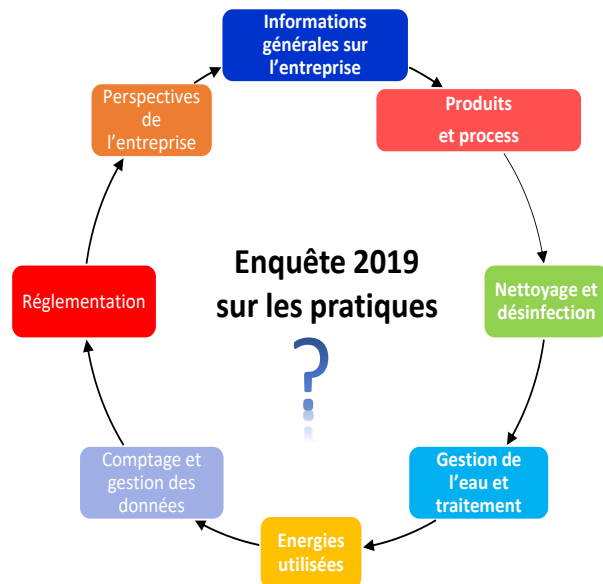 Informations
générales sur
l'entreprise
Produits
et process
Nettoyage et
désinfection
Gestion de
l'eau et
traitement
Energies
utilisées
Comptage et
gestion des
données
Réglementation
Perspectives
de
l'entreprise
Enquête 2019
sur les pratiques
?